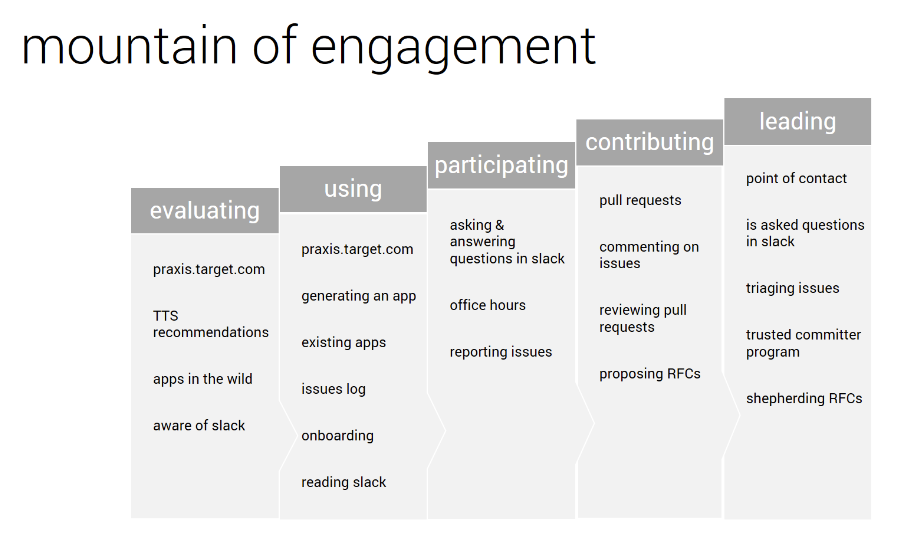 mountain of engagement
evaluating
praxis.target.com
TTS
recommendations
apps in the wild
aware of slack
using
praxis.target.com
generating an app
existing apps
issues log
onboarding
reading slack
participating
asking &
answering
questions in slack
office hours
reporting issues
contributing
pull requests
commenting on
issues
reviewing pull
requests
proposing RFCs
leading
point of contact
is asked questions
in slack
triaging issues
trusted committer
program
shepherding RFCs